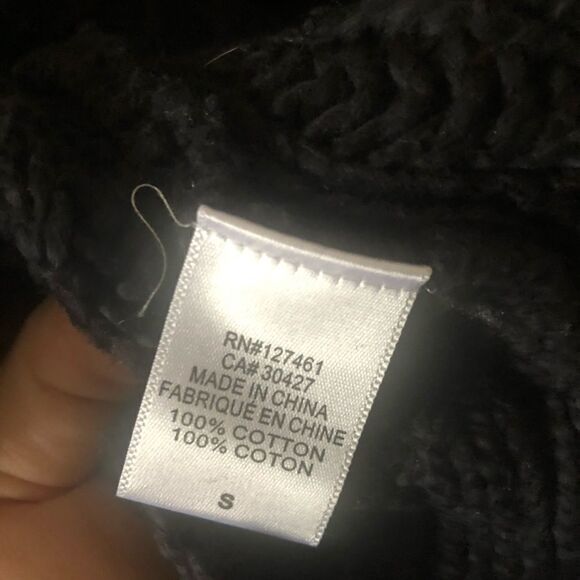 RN#127461
CA# 30427
MADE IN CHINA
FABRIQUÉ EN CHINE
100% COTTON
100% COTON
S